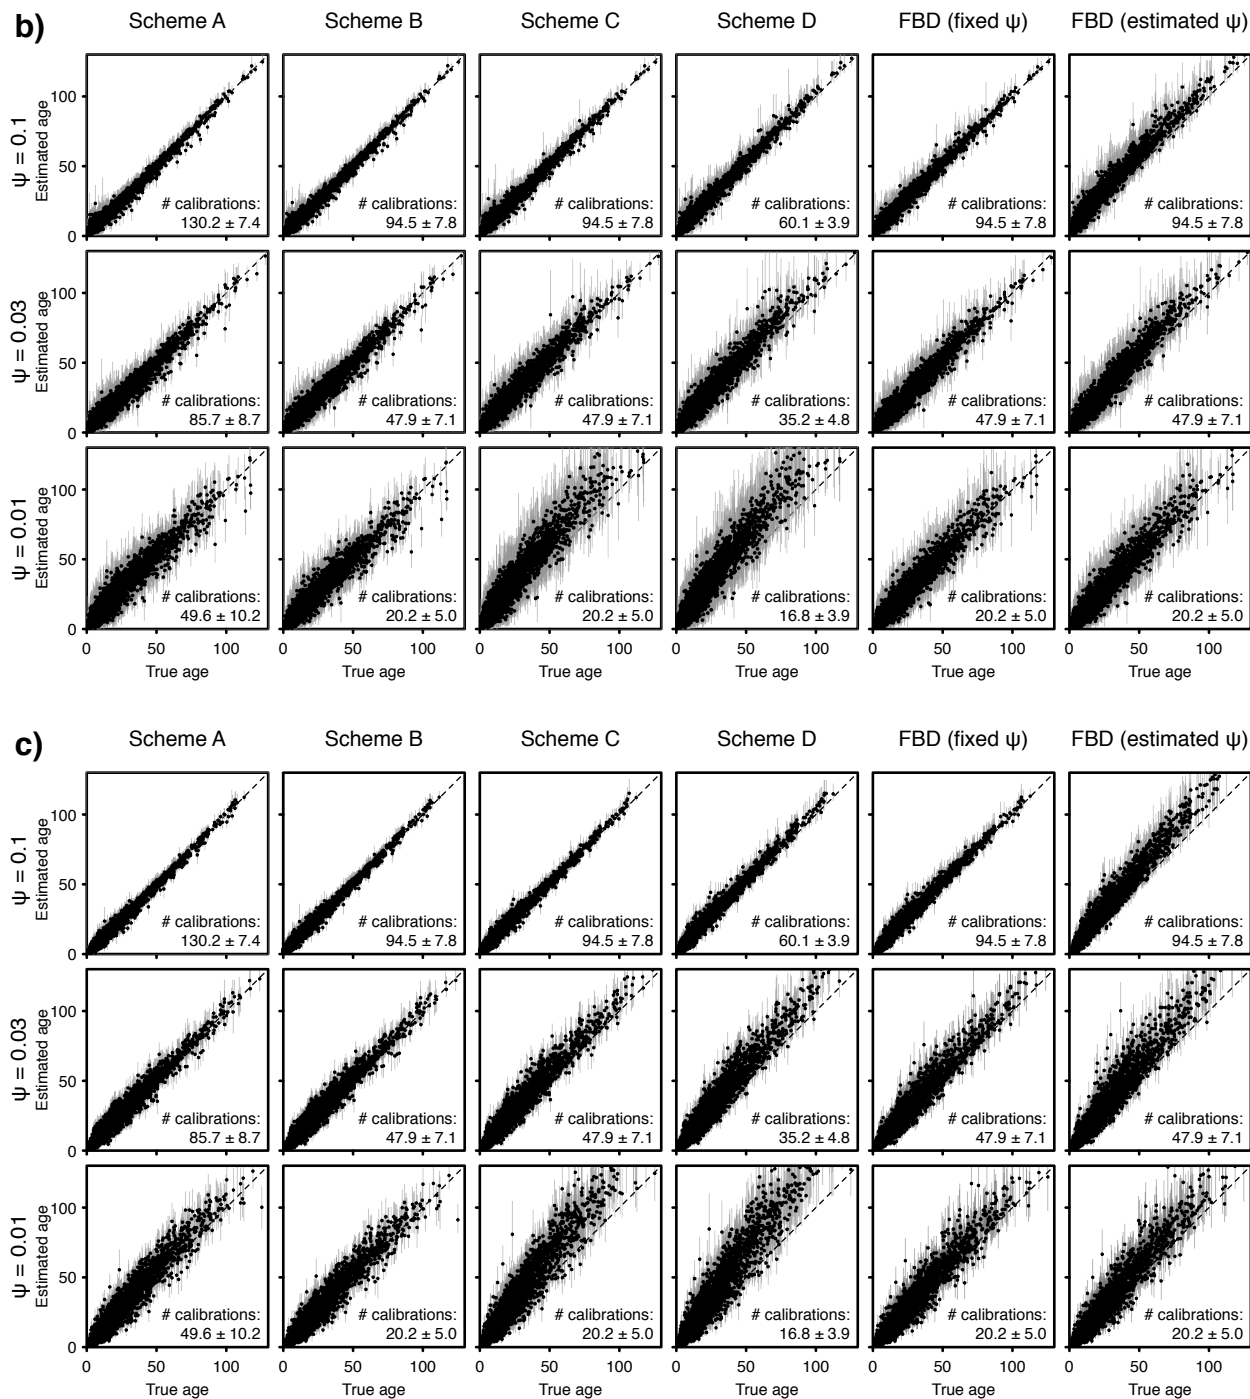 b)
Scheme A Scheme B Scheme C Scheme D FBD (fixed ψ) FBD (estimated ψ)
ψ = 0.1
Estimated age
100
50
0
# calibrations: # calibrations: # calibrations: # calibrations: # calibrations: # calibrations:
130.2 ± 7.4 94.5 ± 7.8 94.5 ± 7.8 60.1 ± 3.9 94.5 ± 7.8 94.5 ± 7.8
ψ = 0.03
Estimated age
100
50
0
# calibrations: # calibrations: # calibrations: # calibrations: # calibrations: # calibrations:
85.7 ± 8.7 47.9 ± 7.1 47.9 ± 7.1 35.2 ± 4.8 47.9 ± 7.1 47.9 ± 7.1
ψ = 0.01
Estimated age
100
50
0
# calibrations: # calibrations: # calibrations: # calibrations: # calibrations: # calibrations:
49.6 ± 10.2 20.2 ± 5.0 20.2 ± 5.0 16.8 ± 3.9 20.2 ± 5.0 20.2 ± 5.0
0 50 100 0 50 100 0 50 100 0 50 100 0 50 100 0 50 100
True age True age True age True age True age True age
c)
Scheme A Scheme B Scheme C Scheme D FBD (fixed ψ) FBD (estimated ψ)
ψ = 0.1
Estimated age
100
50
0
# calibrations: # calibrations: # calibrations: # calibrations: # calibrations: # calibrations:
130.2 ± 7.4 94.5 ± 7.8 94.5 ± 7.8 60.1 ± 3.9 94.5 ± 7.8 94.5 ± 7.8
ψ = 0.03
Estimated age
100
50
0
# calibrations: # calibrations: # calibrations: # calibrations: # calibrations: # calibrations:
85.7 ± 8.7 47.9 ± 7.1 47.9 ± 7.1 35.2 ± 4.8 47.9 ± 7.1 47.9 ± 7.1
ψ = 0.01
Estimated age
100
50
0
# calibrations: # calibrations: # calibrations: # calibrations: # calibrations: # calibrations:
49.6 ± 10.2 20.2 ± 5.0 20.2 ± 5.0 16.8 ± 3.9 20.2 ± 5.0 20.2 ± 5.0
0 50 100 0 50 100 0 50 100 0 50 100 0 50 100 0 50 100
True age True age True age True age True age True age